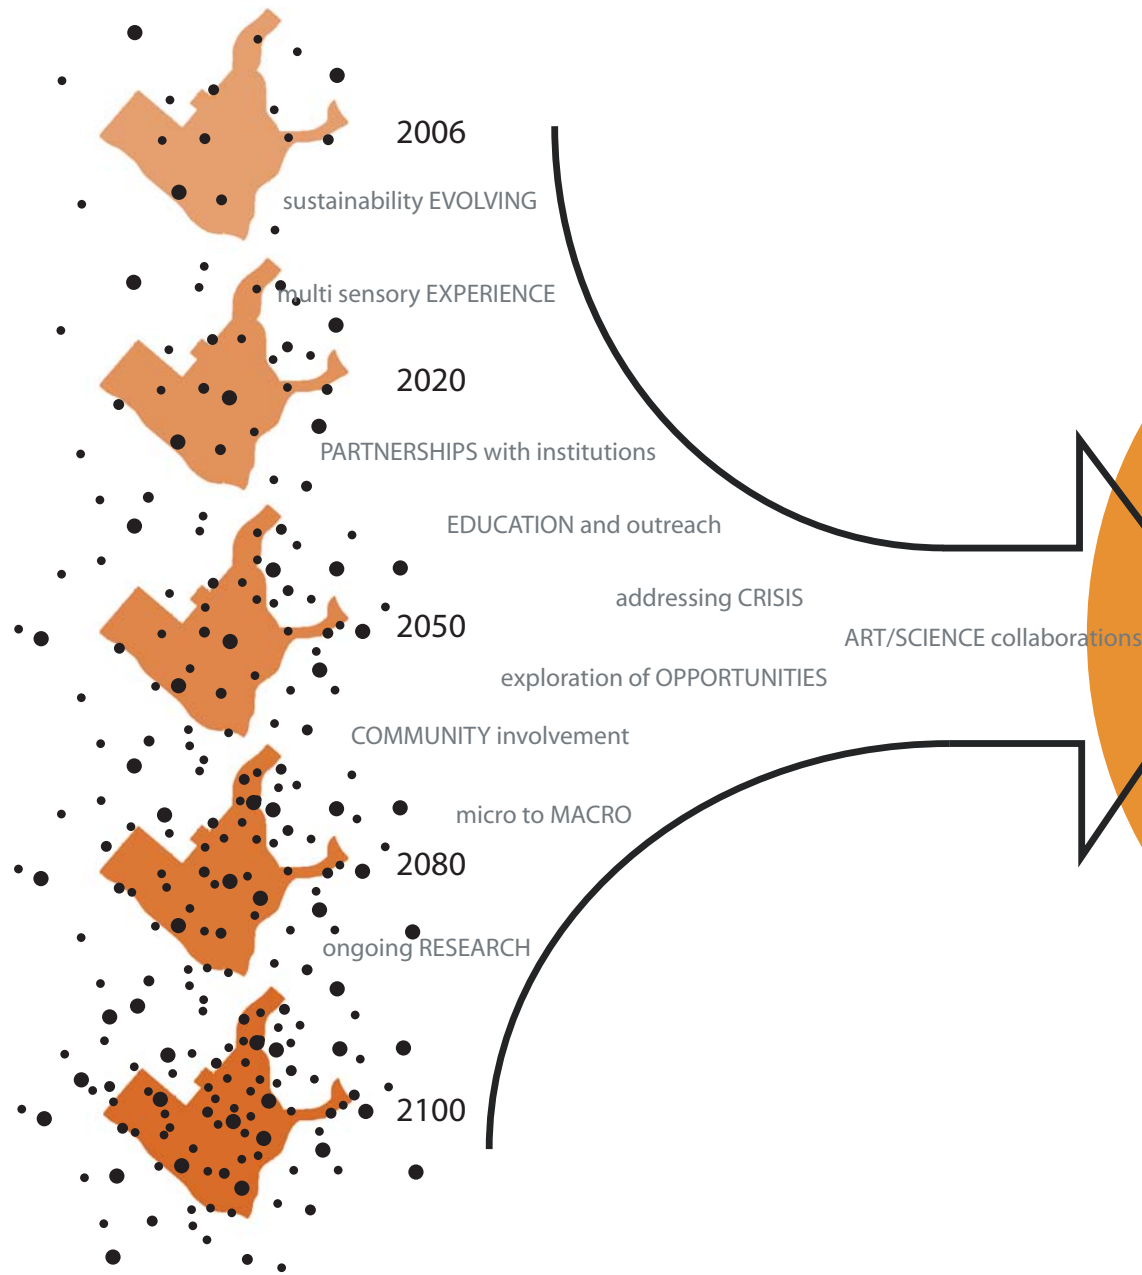 2006
sustainability EVOLVING
multi sensory EXPERIENCE
2020
PARTNERSHIPS with institutions
EDUCATION and outreach
addressing CRISIS
2050
ART/SCIENCE collaborations
exploration of OPPORTUNITIES
COMMUNITY involvement
micro to MACRO
2080
ongoing RESEARCH
2100